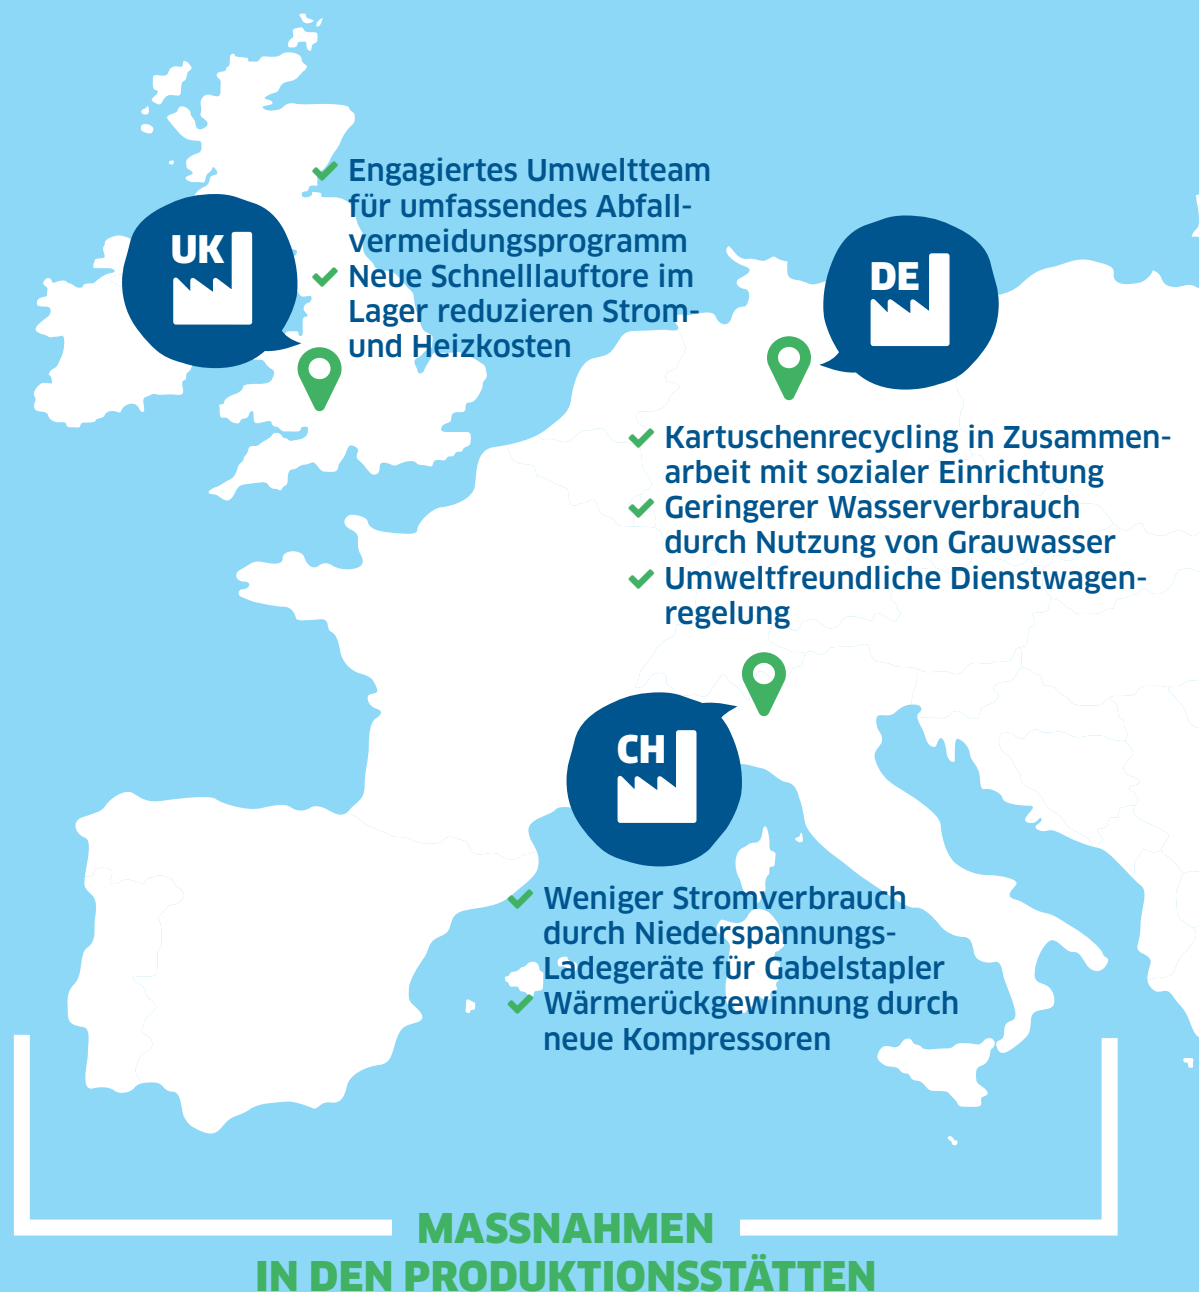 UK
Engagiertes Umweltteam
für umfassendes Abfall-
vermeidungsprogramm
Neue Schnelllauftore im
Lager reduzieren Strom-
und Heizkosten
DE
Kartuschenrecycling in Zusammen-
arbeit mit sozialer Einrichtung
Geringerer Wasserverbrauch
durch Nutzung von Grauwasser
Umweltfreundliche Dienstwagen-
regelung
CH
Weniger Stromverbrauch
durch Niederspannungs-
Ladegeräte für Gabelstapler
Wärmerückgewinnung durch
neue Kompressoren
MASSNAHMEN
IN DEN PRODUKTIONSSTÄTTEN